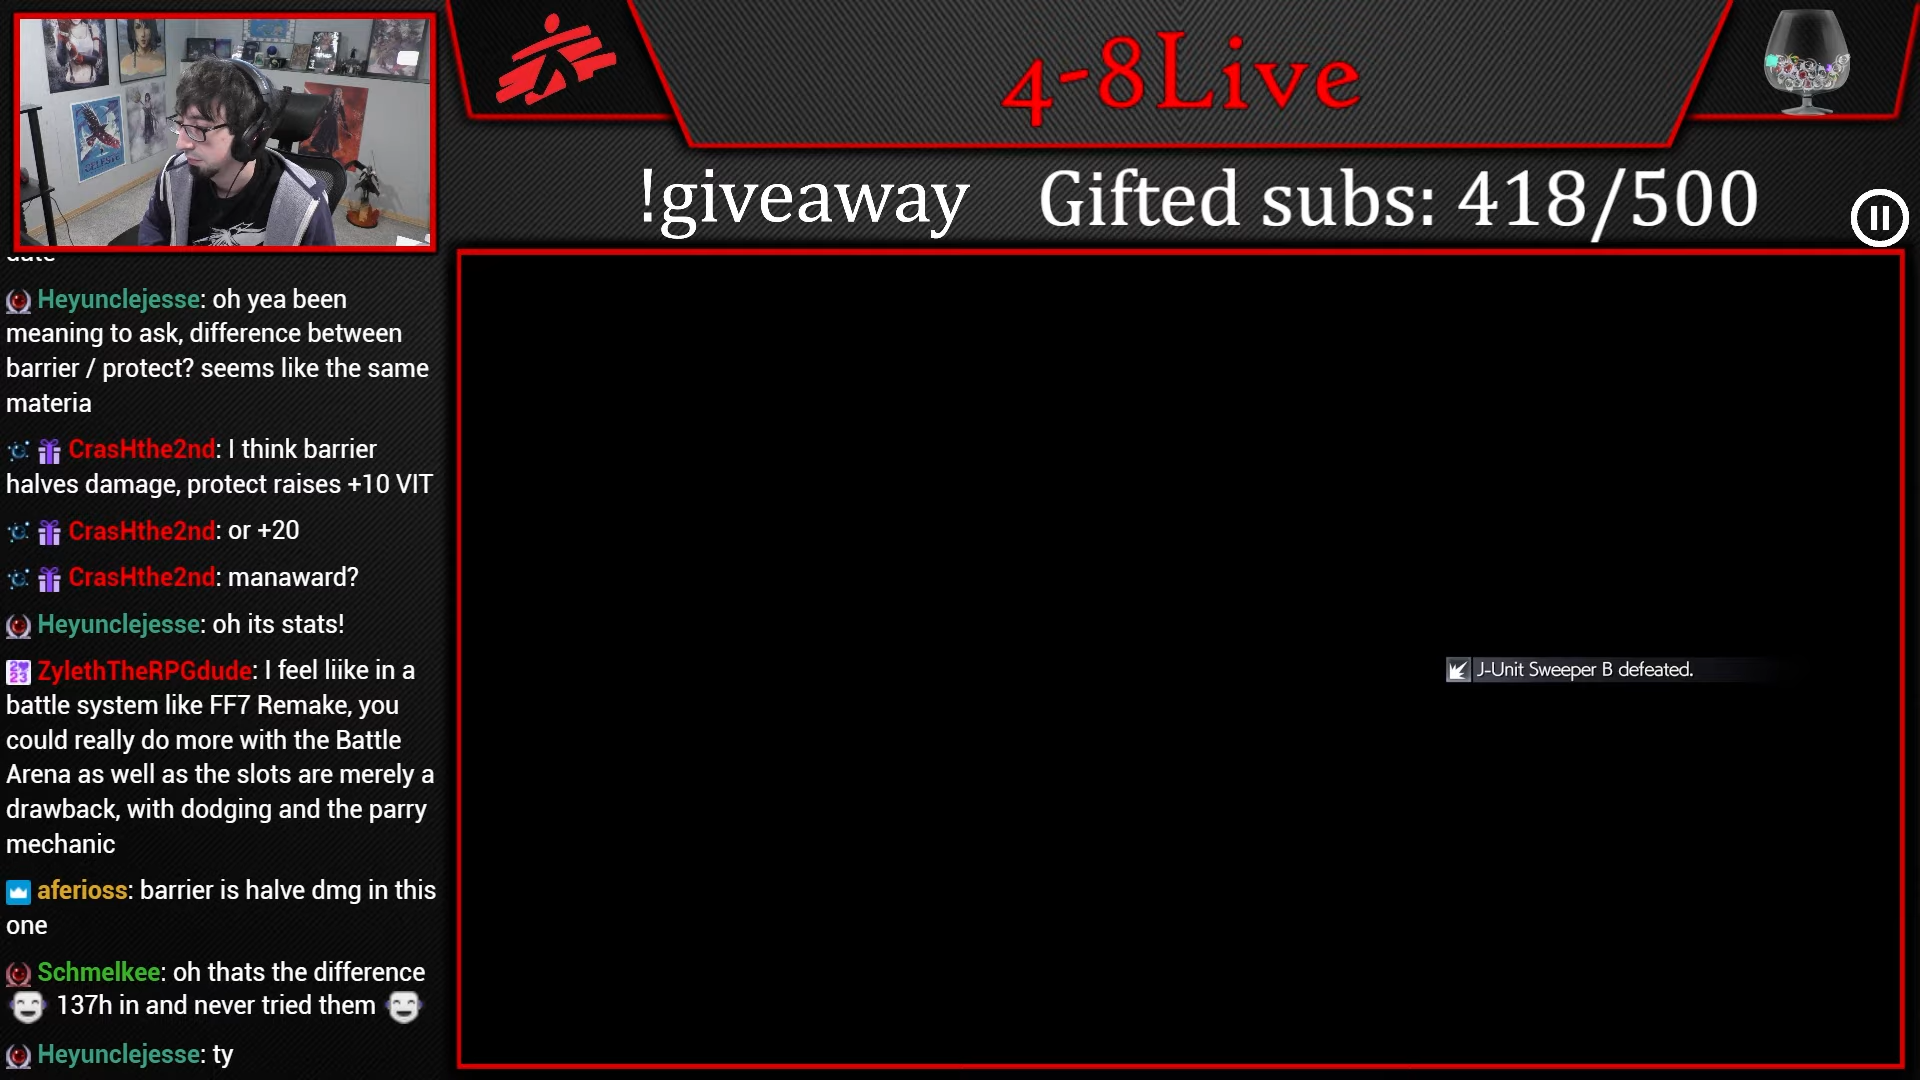 4-8Live
!giveaway Gifted subs: 418/500
CELESTE
date
Heyunclejesse: oh yea been
meaning to ask, difference between
barrier / protect? seems like the same
materia
CrasHthe2nd: I think barrier
halves damage, protect raises +10 VIT
CrasHthe2nd: or +20
CrasHthe2nd: manaward?
Heyunclejesse: oh its stats!
2 23 ZylethTheRPGdude: I feel liike in a
battle system like FF7 Remake, you
could really do more with the Battle
Arena as well as the slots are merely a
drawback, with dodging and the parry
mechanic
aferioss: barrier is halve dmg in this
one
Schmelkee: oh thats the difference
137h in and never tried them
Heyunclejesse: ty
J-Unit Sweeper B defeated.